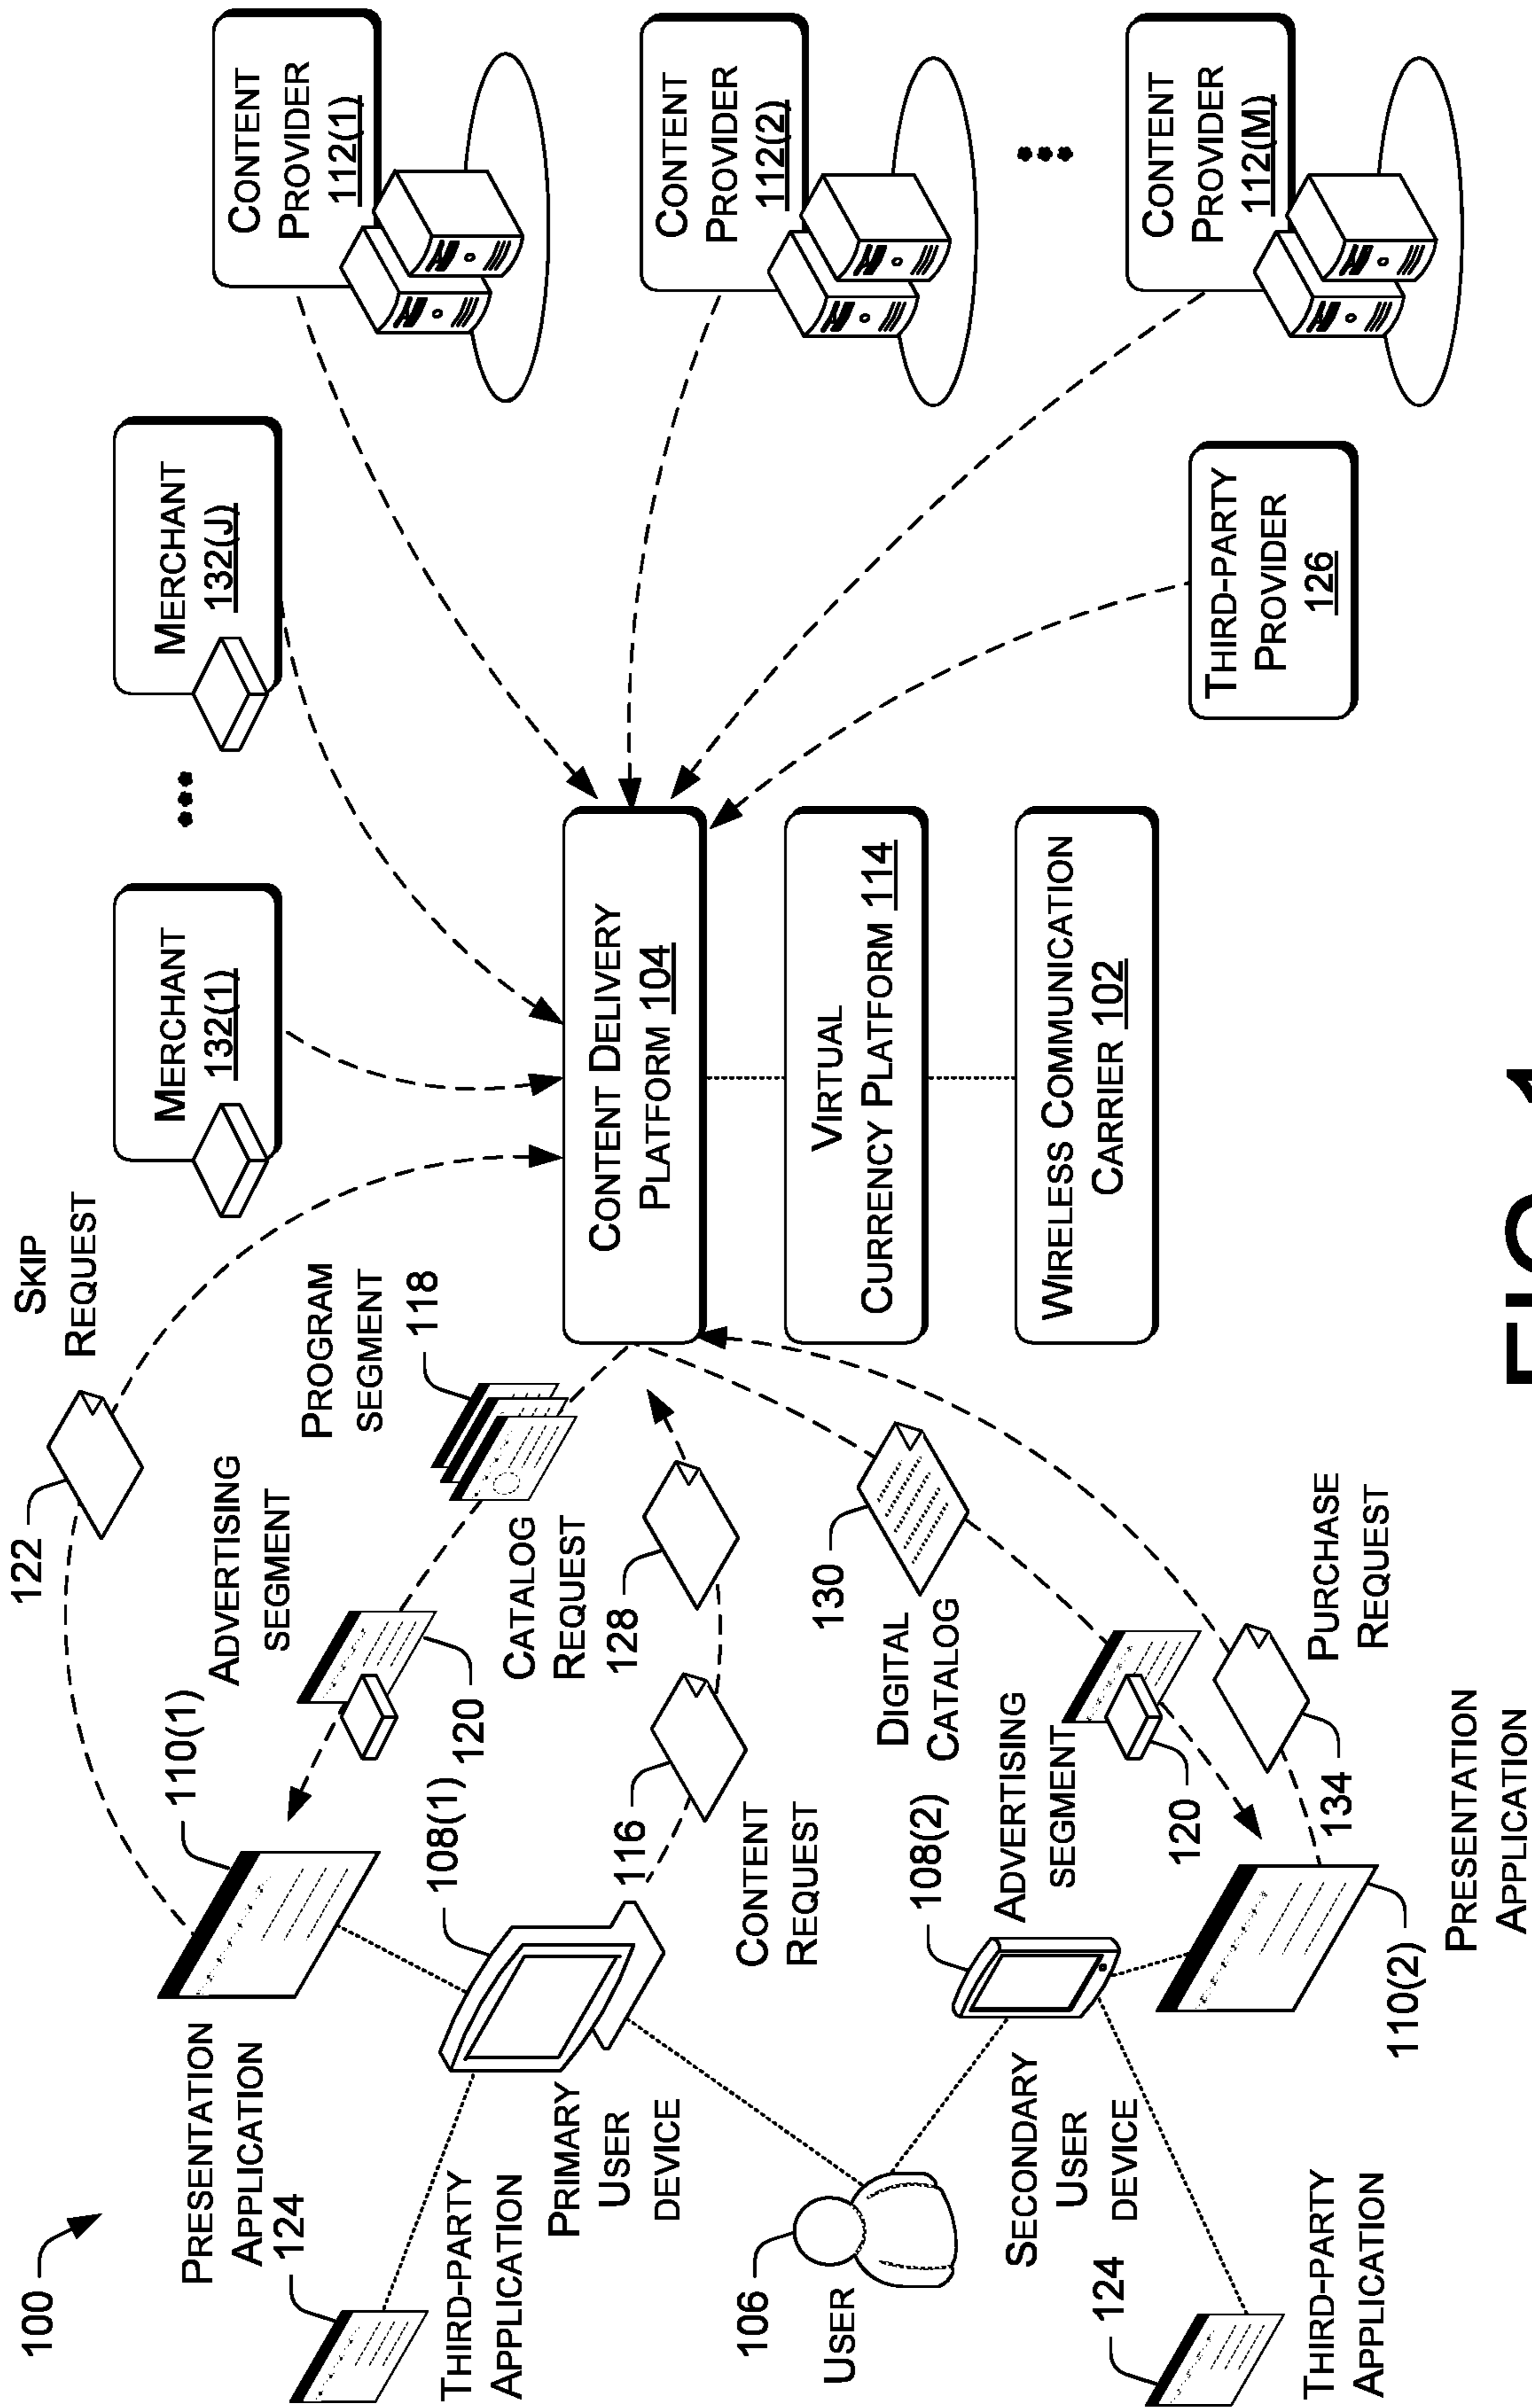 100
122
SKIP
REQUEST
MERCHANT
132(1)
•••
MERCHANT
132(J)
CONTENT
PROVIDER
112(1)
PRESENTATION
APPLICATION
110(1)
ADVERTISING
SEGMENT
120
PROGRAM
SEGMENT
118
124
THIRD-PARTY
APPLICATION
PRIMARY
USER
DEVICE
108(1)
CATALOG
REQUEST
128
116
CONTENT
REQUEST
CONTENT DELIVERY
PLATFORM 104
CONTENT
PROVIDER
112(2)
•••
106
USER
130
DIGITAL
CATALOG
VIRTUAL
CURRENCY PLATFORM 114
SECONDARY
USER
DEVICE
108(2)
ADVERTISING
SEGMENT
120
WIRELESS COMMUNICATION
CARRIER 102
CONTENT
PROVIDER
112(M)
124
THIRD-PARTY
APPLICATION
110(2)
PRESENTATION
APPLICATION
134
PURCHASE
REQUEST
THIRD-PARTY
PROVIDER
126
FIG. 1